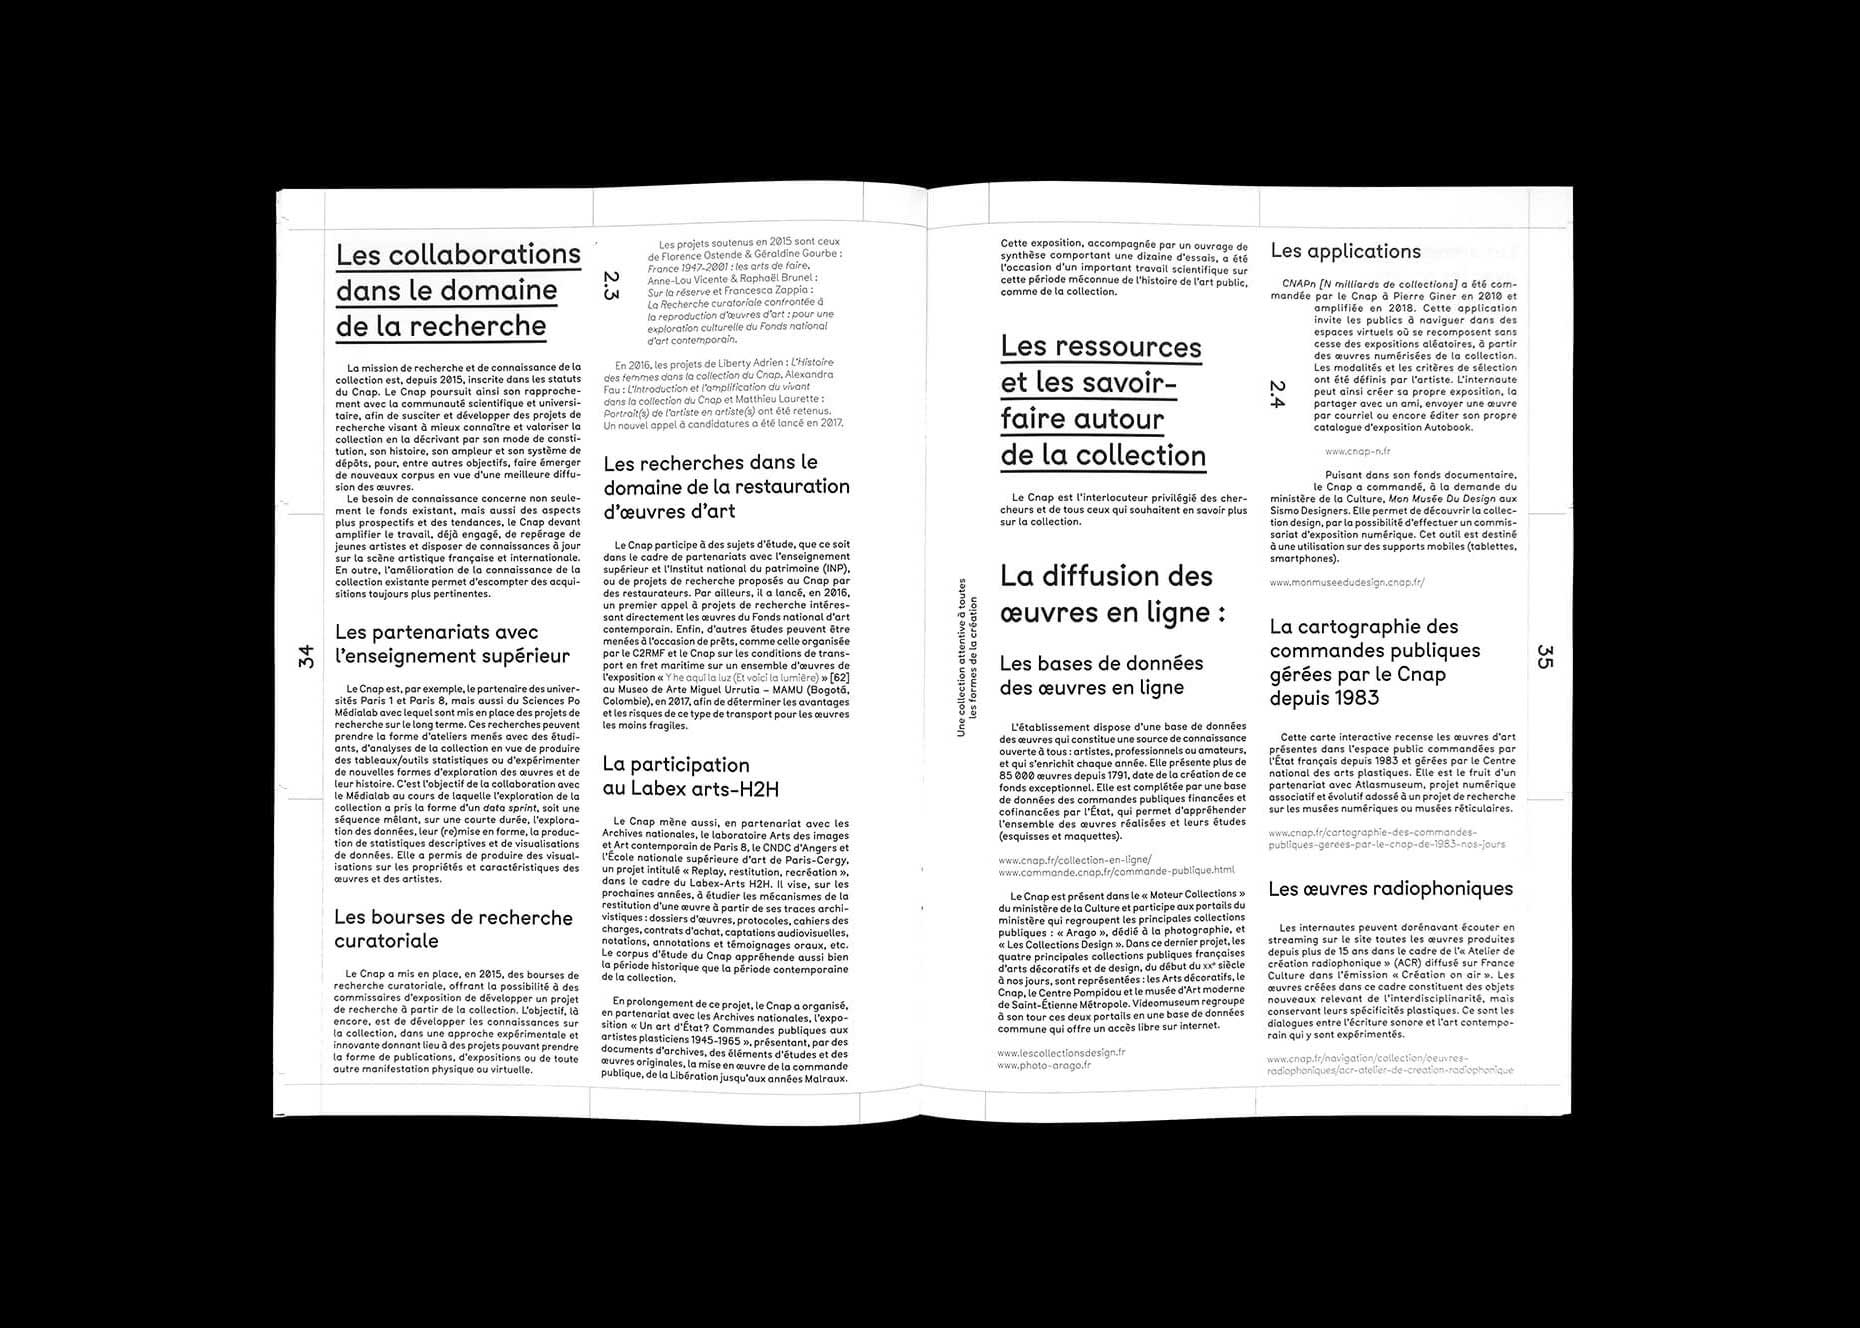 34
Les collaborations
dans le domaine
de la recherche
La mission de recherche et de connaissance de la
collection est, depuis 2015, inscrite dans les statuts
du Cnap. Le Cnap poursuit ainsi son rapproche-
ment avec la communauté scientifique et universi-
taire, afin de susciter et développer des projets de
recherche visant à mieux connaître et valoriser la
collection en la décrivant par son mode de consti-
tution, son histoire, son ampleur et son système de
dépôts, pour, entre autres objectifs, faire émerger
de nouveaux corpus en vue d'une meilleure diffu-
sion des œuvres.
Le besoin de connaissance concerne non seule-
ment le fonds existant, mais aussi des aspects
plus prospectifs et des tendances, le Cnap devant
amplifier le travail, déjà engagé, de repérage de
jeunes artistes et disposer de connaissances à jour
sur la scène artistique française et internationale.
En outre, l'amélioration de la connaissance de la
collection existante permet d'escompter des acqui-
sitions toujours plus pertinentes.
Les partenariats avec
l'enseignement supérieur
Le Cnap est, par exemple, le partenaire des univer-
sités Paris 1 et Paris 8, mais aussi du Sciences Po
Médialab avec lequel sont mis en place des projets de
recherche sur le long terme. Ces recherches peuvent
prendre la forme d'ateliers menés avec des étudi-
ants, d'analyses de la collection en vue de produire
des tableaux/outils statistiques ou d'expérimenter
de nouvelles formes d'exploration des œuvres et de
leur histoire. C'est l'objectif de la collaboration avec
le Médialab au cours de laquelle l'exploration de la
collection a pris la forme d'un data sprint, soit une
séquence mêlant, sur une courte durée, l'explora-
tion des données, leur (re)mise en forme, la produc-
tion de statistiques descriptives et de visualisations
de données. Elle a permis de produire des visual-
isations sur les propriétés et caractéristiques des
œuvres et des artistes.
Les bourses de recherche
curatoriale
Le Cnap a mis en place, en 2015, des bourses de
recherche curatoriale, offrant la possibilité à des
commissaires d'exposition de développer un projet
de recherche à partir de la collection. L'objectif, là
encore, est de développer les connaissances sur
la collection, dans une approche expérimentale et
innovante donnant lieu à des projets pouvant prendre
la forme de publications, d'expositions ou de toute
autre manifestation physique ou virtuelle.
2.3
Les projets soutenus en 2015 sont ceux
de Florence Ostende & Géraldine Gourbe :
France 1947-2001 : les arts de faire,
Anne-Lou Vicente & Raphaël Brunel :
Sur la réserve et Francesca Zappia :
La Recherche curatoriale confrontée à
la reproduction d'œuvres d'art : pour une
exploration culturelle du Fonds national
d'art contemporain.
En 2016, les projets de Liberty Adrien : L'Histoire
des femmes dans la collection du Cnap, Alexandra
Fau : L'Introduction et l'amplification du vivant
dans la collection du Cnap et Matthieu Laurette :
Portrait(s) de l'artiste en artiste(s) ont été retenus.
Un nouvel appel à candidatures a été lancé en 2017.
Les recherches dans le
domaine de la restauration
d'œuvres d'art
Le Cnap participe à des sujets d'étude, que ce soit
dans le cadre de partenariats avec l'enseignement
supérieur et l'Institut national du patrimoine (INP),
ou de projets de recherche proposés au Cnap par
des restaurateurs. Par ailleurs, il a lancé, en 2016,
un premier appel à projets de recherche intéres-
sant directement les œuvres du Fonds national d'art
contemporain. Enfin, d'autres études peuvent être
menées à l'occasion de prêts, comme celle organisée
par le C2RMF et le Cnap sur les conditions de trans-
port en fret maritime sur un ensemble d'œuvres de
l'exposition « Y he aquí la luz (Et voici la lumière) » [62]
au Museo de Arte Miguel Urrutia – MAMU (Bogotá,
Colombie), en 2017, afin de déterminer les avantages
et les risques de ce type de transport pour les œuvres
les moins fragiles.
La participation
au Labex arts-H2H
Le Cnap mène aussi, en partenariat avec les
Archives nationales, le laboratoire Arts des images
et Art contemporain de Paris 8, le CNDC d'Angers et
l'École nationale supérieure d'art de Paris-Cergy,
un projet intitulé « Replay, restitution, recréation »,
dans le cadre du Labex-Arts H2H. Il vise, sur les
prochaines années, à étudier les mécanismes de la
restitution d'une œuvre à partir de ses traces archi-
vistiques : dossiers d'œuvres, protocoles, cahiers des
charges, contrats d'achat, captations audiovisuelles,
notations, annotations et témoignages oraux, etc.
Le corpus d'étude du Cnap appréhende aussi bien
la période historique que la période contemporaine
de la collection.
En prolongement de ce projet, le Cnap a organisé,
en partenariat avec les Archives nationales, l'expo-
sition « Un art d'État? Commandes publiques aux
artistes plasticiens 1945-1965 », présentant, par des
documents d'archives, des éléments d'études et des
œuvres originales, la mise en œuvre de la commande
publique, de la Libération jusqu'aux années Malraux.
Une collection attentive à toutes
les formes de la création
Cette exposition, accompagnée par un ouvrage de
synthèse comportant une dizaine d'essais, a été
l'occasion d'un important travail scientifique sur
cette période méconnue de l'histoire de l'art public,
comme de la collection.
Les ressources
et les savoir-
faire autour
de la collection
Le Cnap est l'interlocuteur privilégié des cher-
cheurs et de tous ceux qui souhaitent en savoir plus
sur la collection.
La diffusion des
œuvres en ligne :
Les bases de données
des œuvres en ligne
L'établissement dispose d'une base de données
des œuvres qui constitue une source de connaissance
ouverte à tous : artistes, professionnels ou amateurs,
et qui s'enrichit chaque année. Elle présente plus de
85 000 œuvres depuis 1791, date de la création de ce
fonds exceptionnel. Elle est complétée par une base
de données des commandes publiques financées et
cofinancées par l'État, qui permet d'appréhender
l'ensemble des œuvres réalisées et leurs études
(esquisses et maquettes).
www.cnap.fr/collection-en-ligne/
www.commande.cnap.fr/commande-publique.html
Le Cnap est présent dans le « Moteur Collections »
du ministère de la Culture et participe aux portails du
ministère qui regroupent les principales collections
publiques : « Arago », dédié à la photographie, et
« Les Collections Design ». Dans ce dernier projet, les
quatre principales collections publiques françaises
d'arts décoratifs et de design, du début du XXe siècle
à nos jours, sont représentées : les Arts décoratifs, le
Cnap, le Centre Pompidou et le musée d'Art moderne
de Saint-Étienne Métropole. Videomuseum regroupe
à son tour ces deux portails en une base de données
commune qui offre un accès libre sur internet.
www.lescollectionsdesign.fr
www.photo-arago.fr
Les applications
2.4
CNAPn [N milliards de collections] a été com-
mandée par le Cnap à Pierre Giner en 2010 et
amplifiée en 2018. Cette application
invite les publics à naviguer dans des
espaces virtuels où se recomposent sans
cesse des expositions aléatoires, à partir
des œuvres numérisées de la collection.
Les modalités et les critères de sélection
ont été définis par l'artiste. L'internaute
peut ainsi créer sa propre exposition, la
partager avec un ami, envoyer une œuvre
par courriel ou encore éditer son propre
catalogue d'exposition Autobook.
www.cnap-n.fr
Puisant dans son fonds documentaire,
le Cnap a commandé, à la demande du
ministère de la Culture, Mon Musée Du Design aux
Sismo Designers. Elle permet de découvrir la collec-
tion design, par la possibilité d'effectuer un commis-
sariat d'exposition numérique. Cet outil est destiné
à une utilisation sur des supports mobiles (tablettes,
smartphones).
www.monmuseedudesign.cnap.fr/
La cartographie des
commandes publiques
gérées par le Cnap
depuis 1983
Cette carte interactive recense les œuvres d'art
présentes dans l'espace public commandées par
l'État français depuis 1983 et gérées par le Centre
national des arts plastiques. Elle est le fruit d'un
partenariat avec Atlasmuseum, projet numérique
associatif et évolutif adossé à un projet de recherche
sur les musées numériques ou musées réticulaires.
www.cnap.fr/cartographie-des-commandes-
publiques-gerees-par-le-cnap-de-1983-nos-jours
Les œuvres radiophoniques
Les internautes peuvent dorénavant écouter en
streaming sur le site toutes les œuvres produites
depuis plus de 15 ans dans le cadre de l'« Atelier de
création radiophonique » (ACR) diffusé sur France
Culture dans l'émission « Création on air ». Les
œuvres créées dans ce cadre constituent des objets
nouveaux relevant de l'interdisciplinarité, mais
conservant leurs spécificités plastiques. Ce sont les
dialogues entre l'écriture sonore et l'art contempo-
rain qui y sont expérimentés.
www.cnap.fr/navigation/collection/oeuvres-
radiophoniques/acr-atelier-de-creation-radiophonique
35